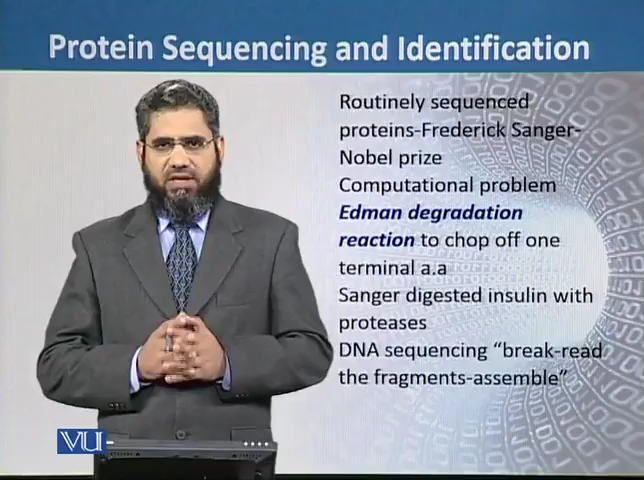 Protein Sequencing and Identification
Routinely sequenced
proteins-Frederick Sanger-
Nobel prize
Computational problem
Edman degradation
reaction to chop off one
terminal a.a
Sanger digested insulin with
proteases
DNA sequencing “break-read
the fragments-assemble”
VU